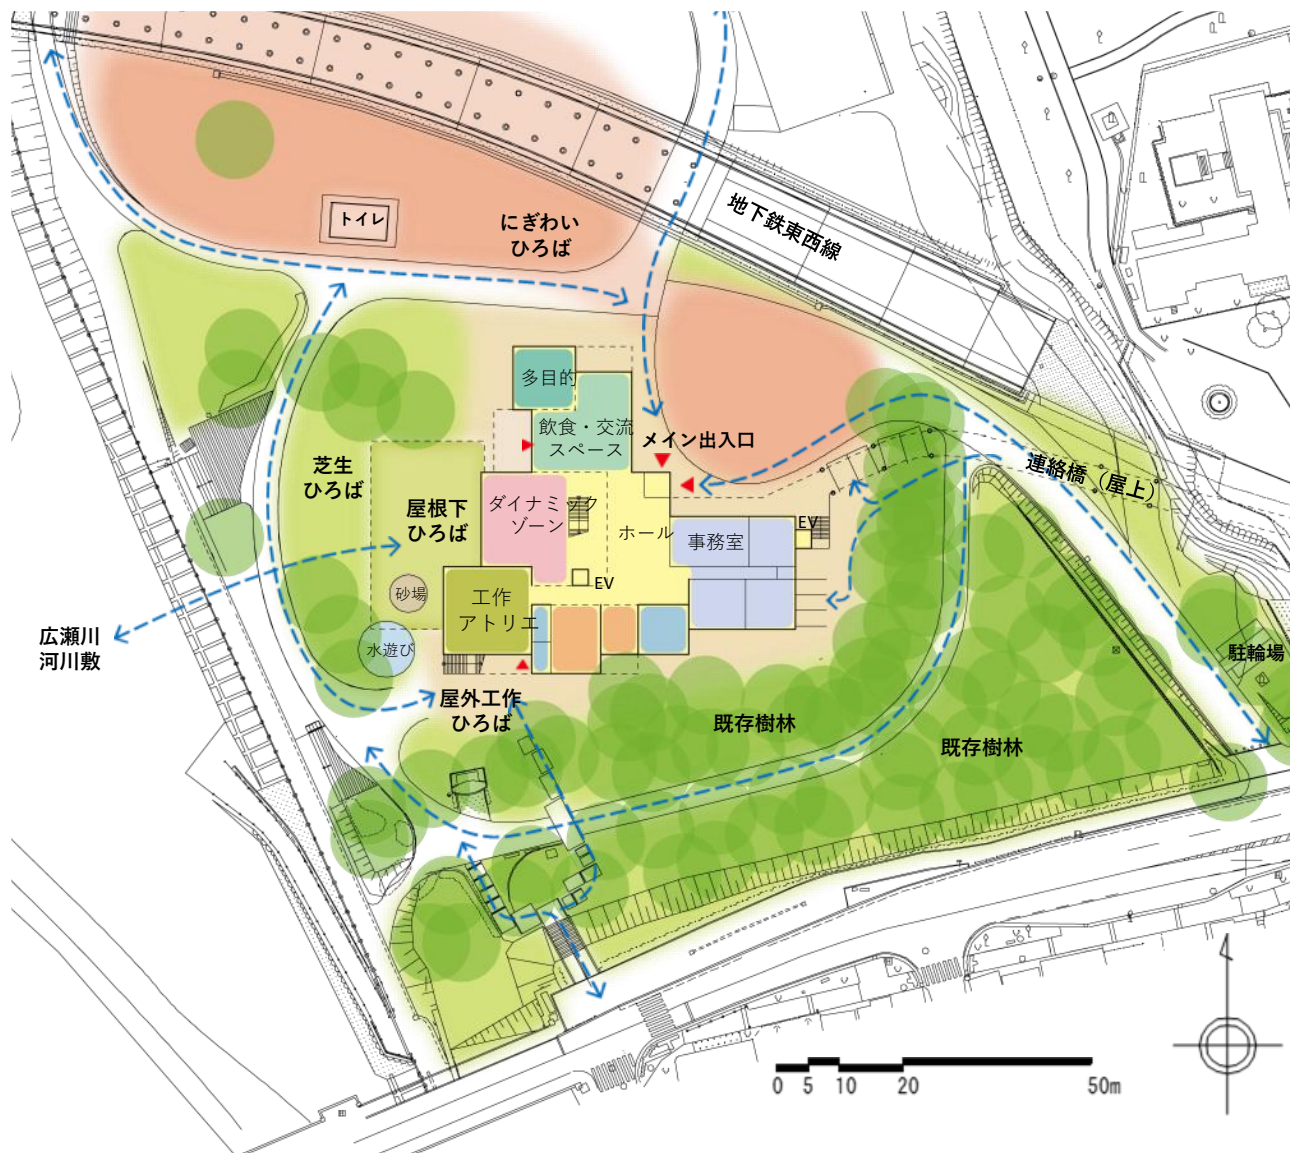 トイレ
にぎわい
ひろば
地下鉄東西線
多目的
飲食・交流
スペース
メイン出入口
芝生
ひろば
屋根下
ひろば
ダイナミック
ゾーン
ホール
事務室
EV
連絡橋（屋上）
EV
砂場
工作
アトリエ
水遊び
広瀬川
河川敷
駐輪場
屋外工作
ひろば
既存樹林
既存樹林
0 5 10 20 50m